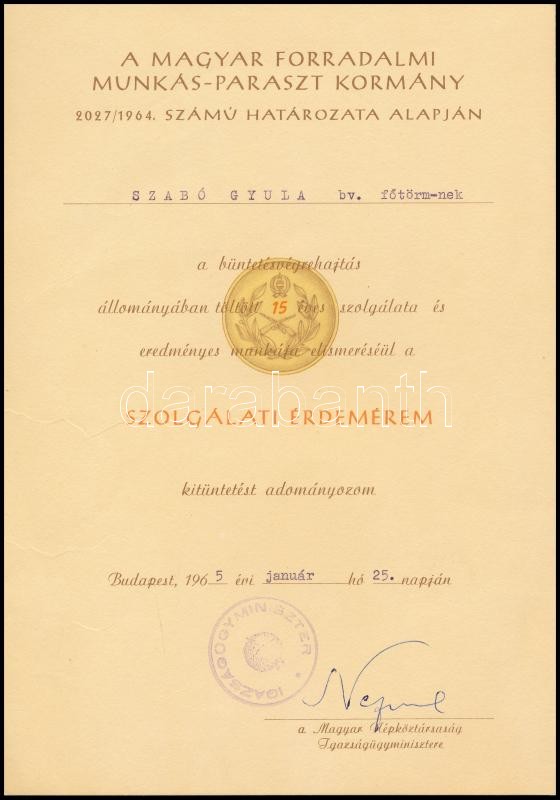 A MAGYAR FORRADALMI
MUNKÁS-PARASZT KORMÁNY
2027/1964. SZÁMÚ HATÁROZATA ALAPJÁN
SZABÓ GYULA bv. főtörm-nek
a büntetésvégrehajtás
állományában töltött 15 éves szolgálata és
eredményes munkája elismeréséül a
darabanth
SZOLGÁLATI ÉRDEMÉREM
kitüntetést adományozom
Budapest, 1965 évi január hó 25. napján
IGAZSÁGÜGYMINISZTER
a Magyar Népköztársaság
Igazságügyminisztere